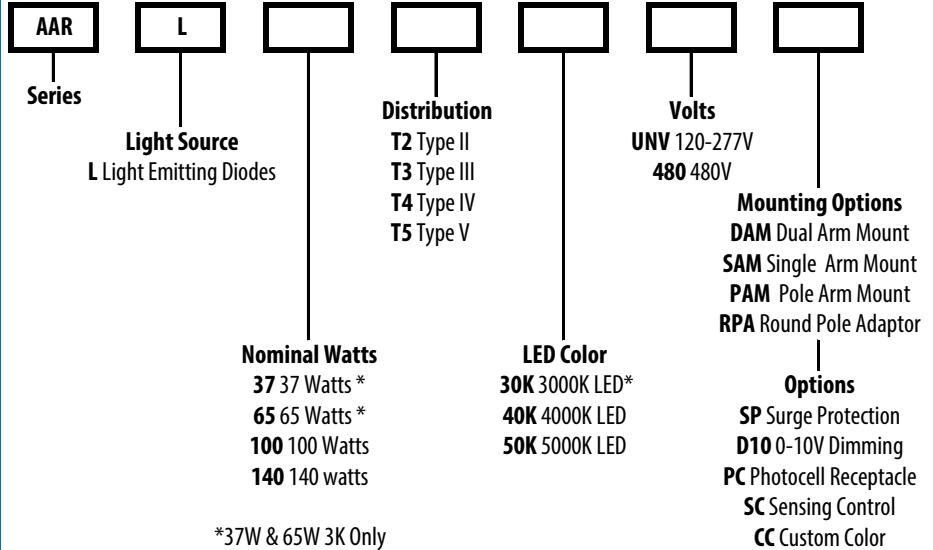 AAR
L
Series
Light Source
L Light Emitting Diodes
Nominal Watts
37 37 Watts *
65 65 Watts *
100 100 Watts
140 140 watts
*37W & 65W 3K Only
Distribution
T2 Type II
T3 Type III
T4 Type IV
T5 Type V
LED Color
30K 3000K LED*
40K 4000K LED
50K 5000K LED
Volts
UNV 120-277V
480 480V
Mounting Options
DAM Dual Arm Mount
SAM Single Arm Mount
PAM Pole Arm Mount
RPA Round Pole Adaptor
Options
SP Surge Protection
D10 0-10V Dimming
PC Photocell Receptacle
SC Sensing Control
CC Custom Color